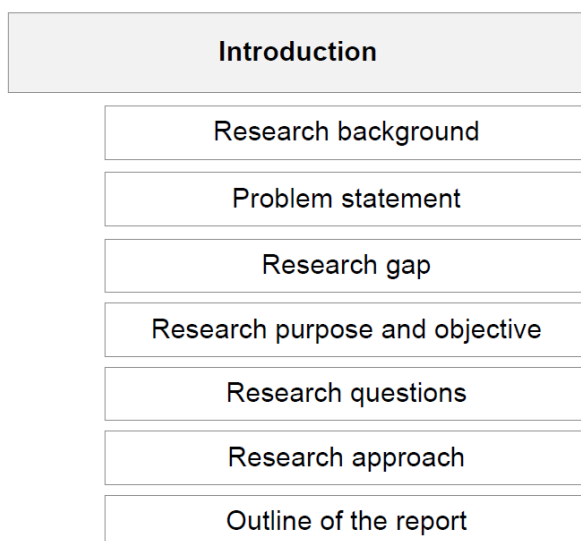 Introduction
Research background
Problem statement
Research gap
Research purpose and objective
Research questions
Research approach
Outline of the report